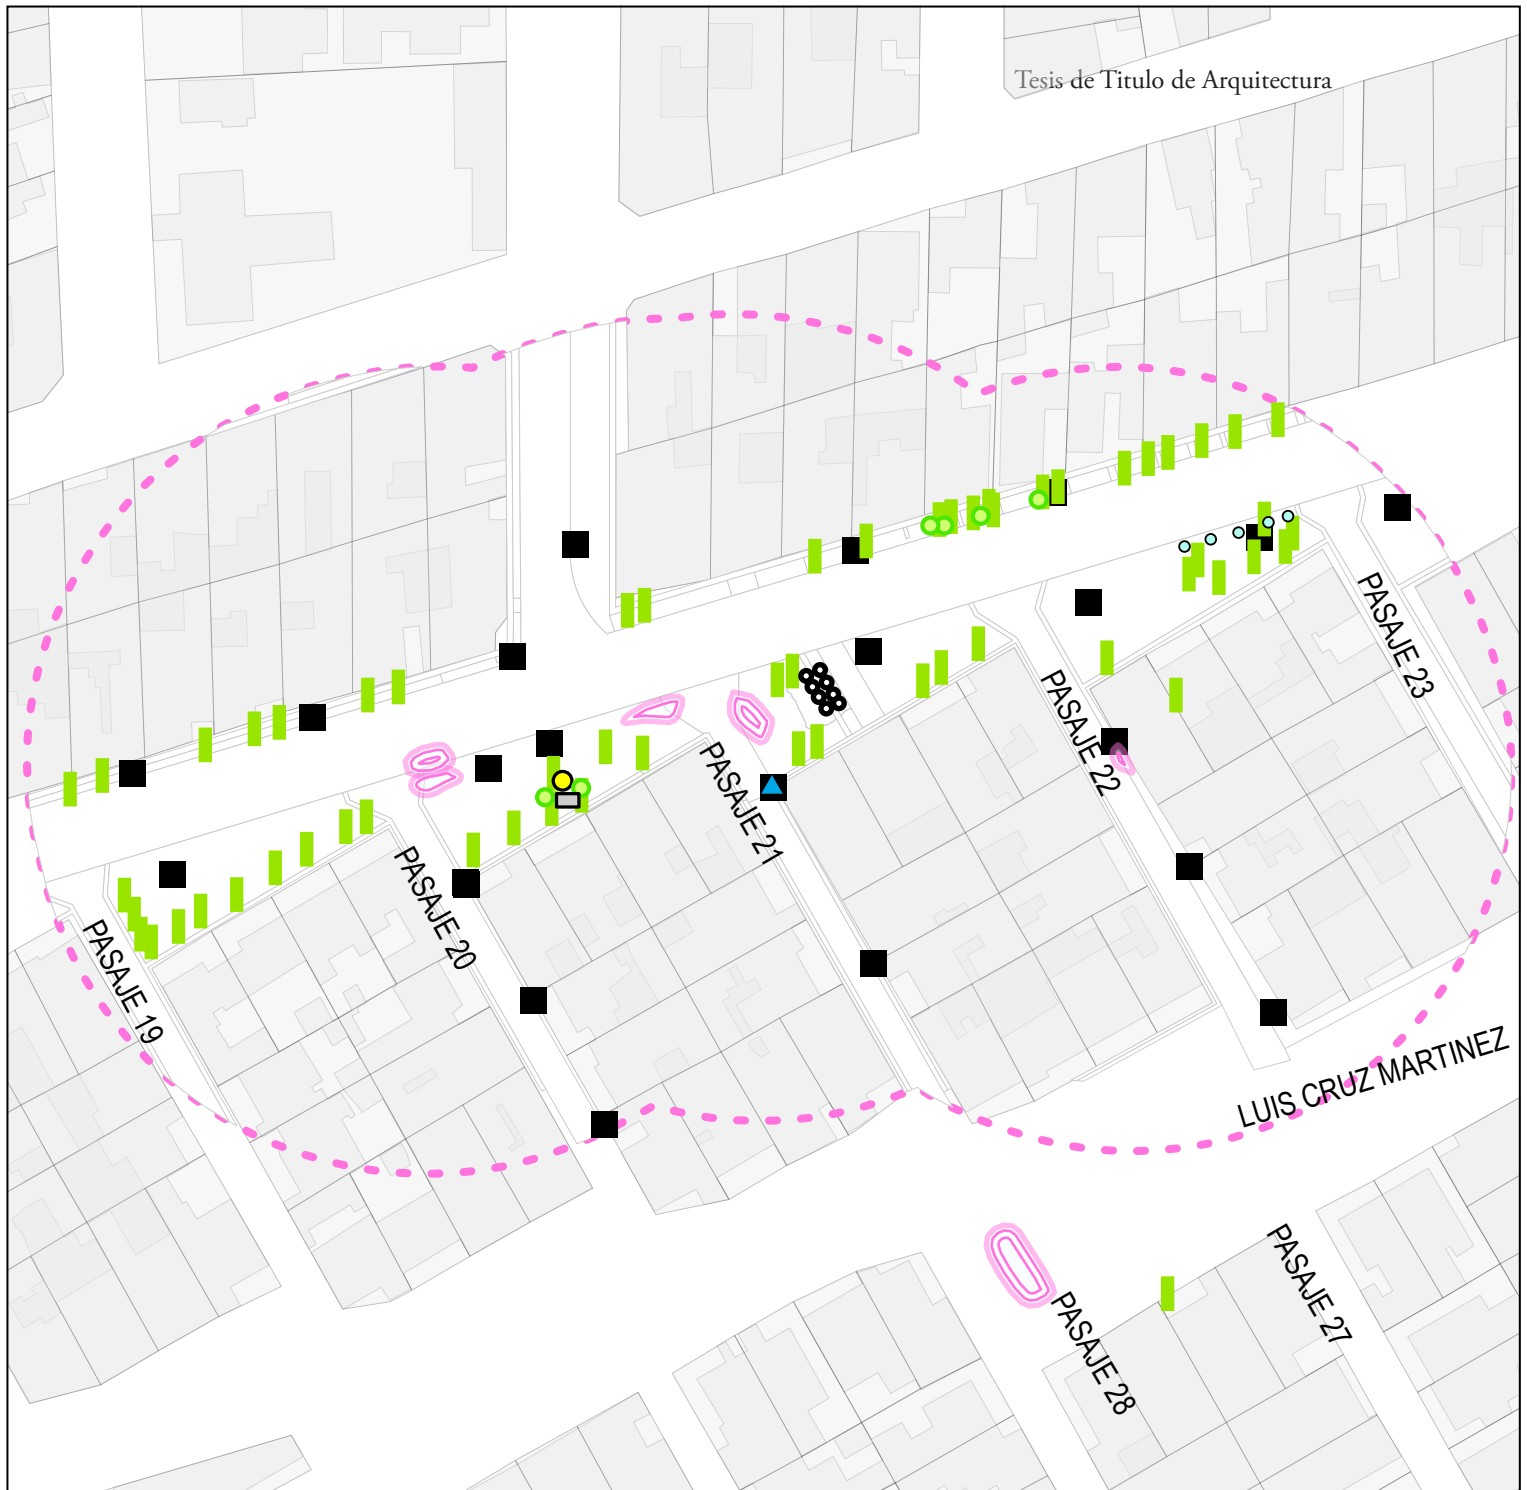 Tesis de Titulo de Arquitectura
PASAJE 23
PASAJE 22
PASAJE 21
PASAJE 20
PASAJE 19
LUIS CRUZ MARTINEZ
PASAJE 27
PASAJE 28